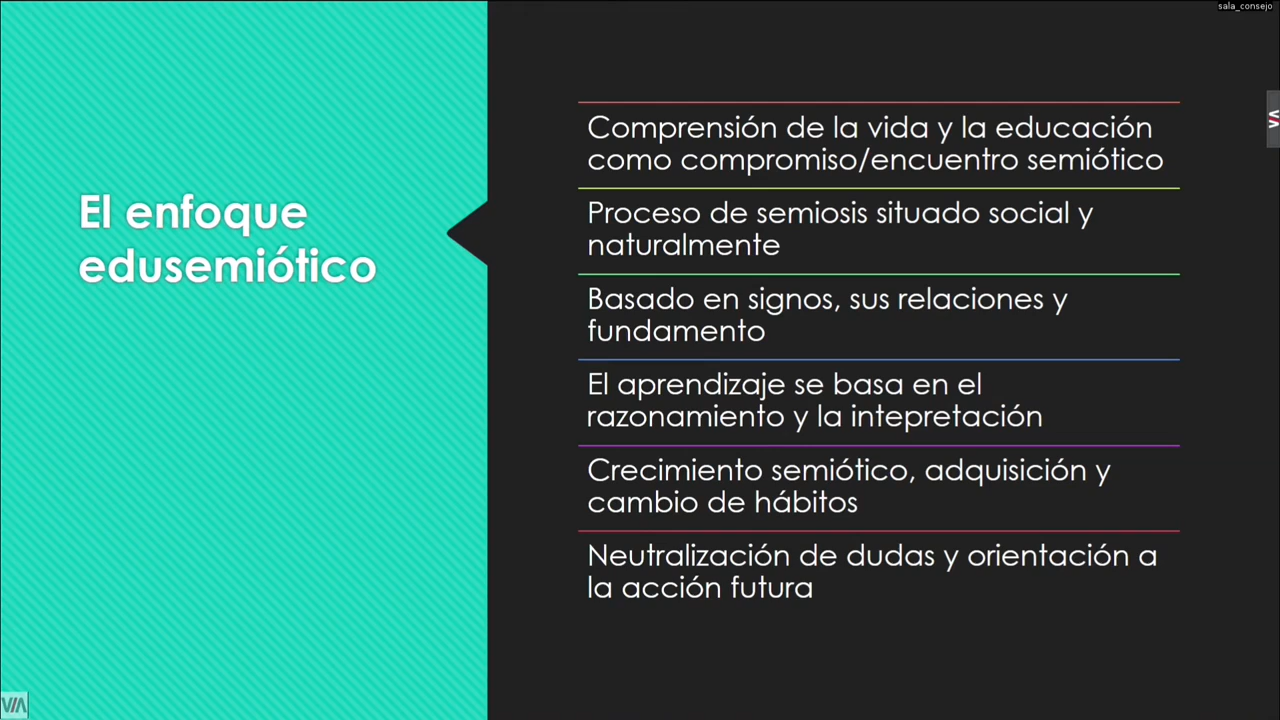 sala_consejo
El enfoque
edusemiótico
Comprensión de la vida y la educación
como compromiso/encuentro semiótico
Proceso de semiosis situado social y
naturalmente
Basado en signos, sus relaciones y
fundamento
El aprendizaje se basa en el
razonamiento y la intepretación
Crecimiento semiótico, adquisición y
cambio de hábitos
Neutralización de dudas y orientación a
la acción futura
VIA